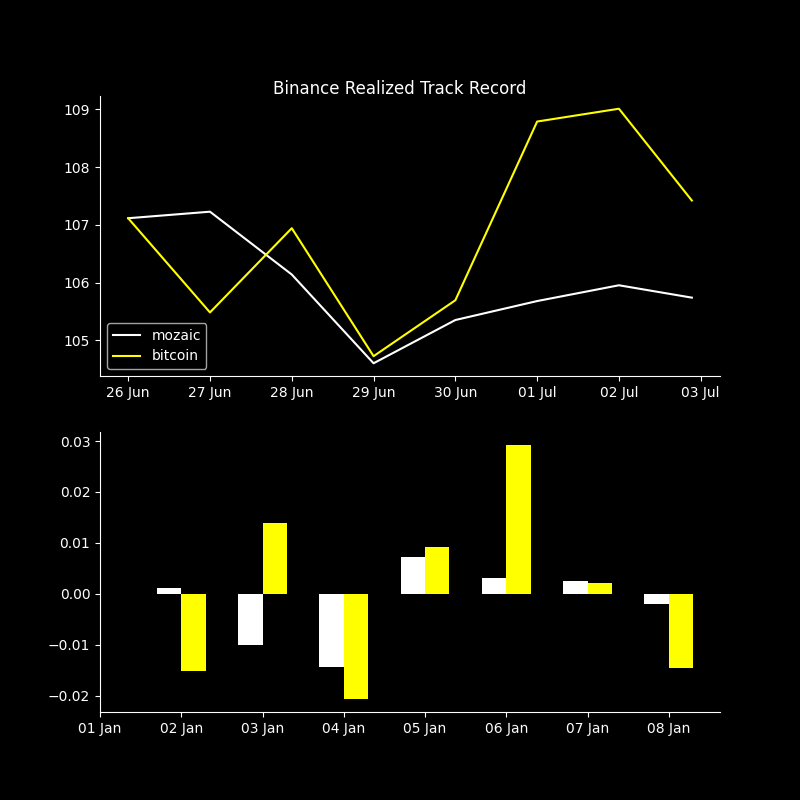 Binance Realized Track Record
109
108
107
106
105
mozaic
bitcoin
26 Jun 27 Jun 28 Jun 29 Jun 30 Jun 01 Jul 02 Jul 03 Jul
0.03
0.02
0.01
0.00
−0.01
−0.02
01 Jan 02 Jan 03 Jan 04 Jan 05 Jan 06 Jan 07 Jan 08 Jan